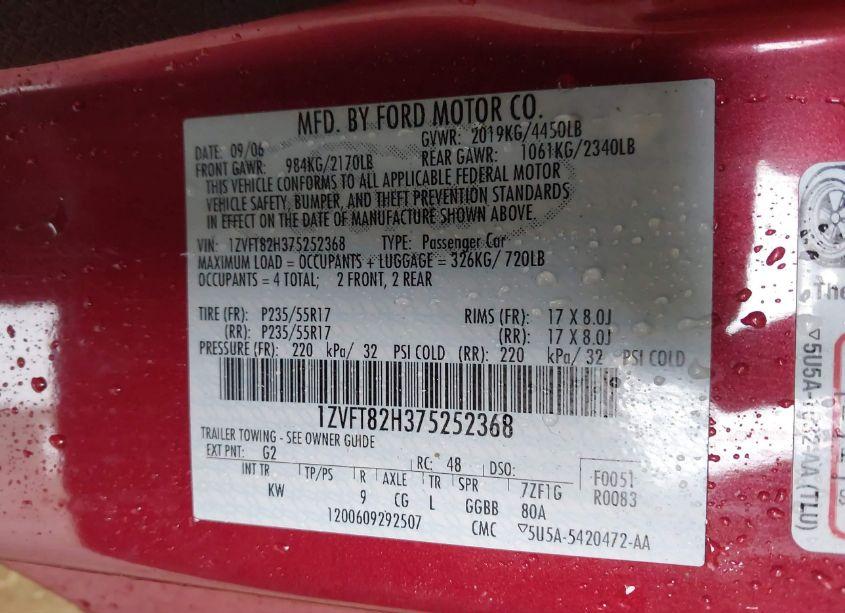 MFD. BY FORD MOTOR CO.
DATE: 09/06 GVWR: 2019KG/4450LB
FRONT GAWR: 984KG/2170LB REAR GAWR: 1061KG/2340LB
THIS VEHICLE CONFORMS TO ALL APPLICABLE FEDERAL MOTOR
VEHICLE SAFETY, BUMPER, AND THEFT PREVENTION STANDARDS
IN EFFECT ON THE DATE OF MANUFACTURE SHOWN ABOVE.
VIN: 1ZVFT82H375252368 TYPE: Passenger Car
MAXIMUM LOAD = OCCUPANTS + LUGGAGE = 326KG/ 720LB
OCCUPANTS = 4 TOTAL; 2 FRONT, 2 REAR
TIRE (FR): P235/55R17 RIMS (FR): 17 X 8.0J
(RR): P235/55R17 (RR): 17 X 8.0J
PRESSURE (FR): 220 kPa/ 32 PSI COLD (RR): 220 kPa/ 32 PSI COLD
1ZVFT82H375252368
TRAILER TOWING - SEE OWNER GUIDE
EXT PNT: G2 RC: 48 DSO: F0051
INT TR TP/PS R AXLE TR SPR 7ZF1G R0083
KW 9 CG L GGBB 80A
1200609292507 CMC ▽5U5A-5420472-AA
The
(TLU)